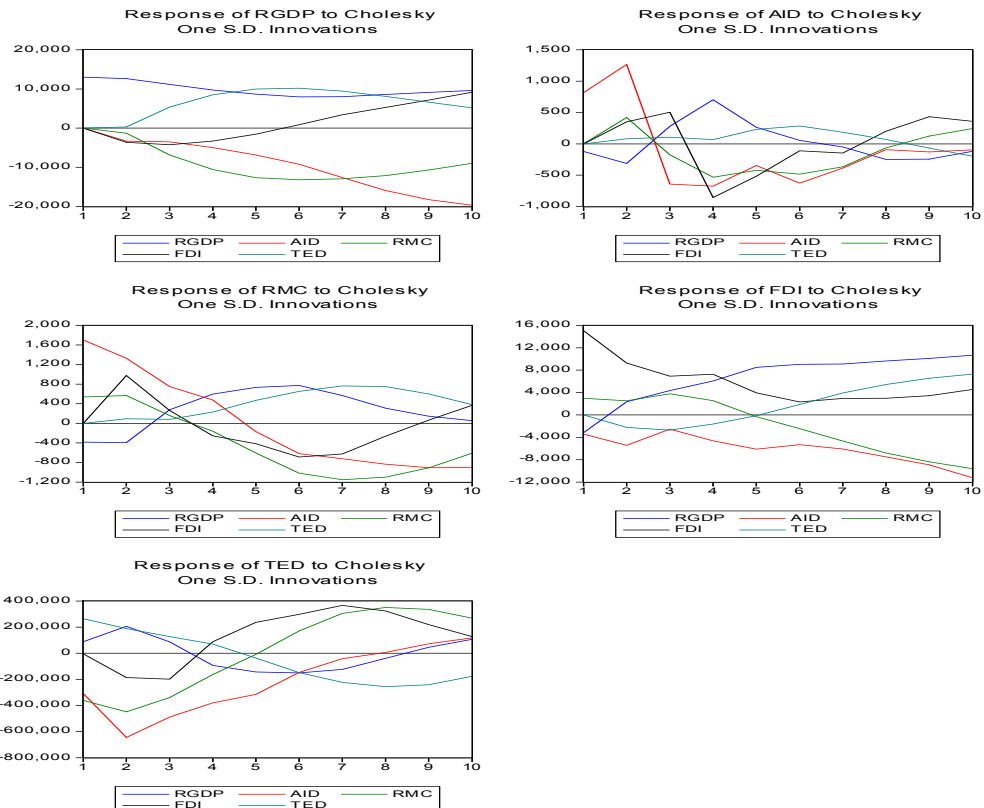 Response of RGDP to Cholesky
One S.D. Innovations
20,000
10,000
0
-10,000
-20,000
1 2 3 4 5 6 7 8 9 10
RGDP AID RMC
FDI TED
Response of AID to Cholesky
One S.D. Innovations
1,500
1,000
500
0
-500
-1,000
1 2 3 4 5 6 7 8 9 10
RGDP AID RMC
FDI TED
Response of RMC to Cholesky
One S.D. Innovations
2,000
1,600
1,200
800
400
0
-400
-800
-1,200
1 2 3 4 5 6 7 8 9 10
RGDP AID RMC
FDI TED
Response of FDI to Cholesky
One S.D. Innovations
16,000
12,000
8,000
4,000
0
-4,000
-8,000
-12,000
1 2 3 4 5 6 7 8 9 10
RGDP AID RMC
FDI TED
Response of TED to Cholesky
One S.D. Innovations
400,000
200,000
0
-200,000
-400,000
-600,000
-800,000
1 2 3 4 5 6 7 8 9 10
RGDP AID RMC
FDI TED